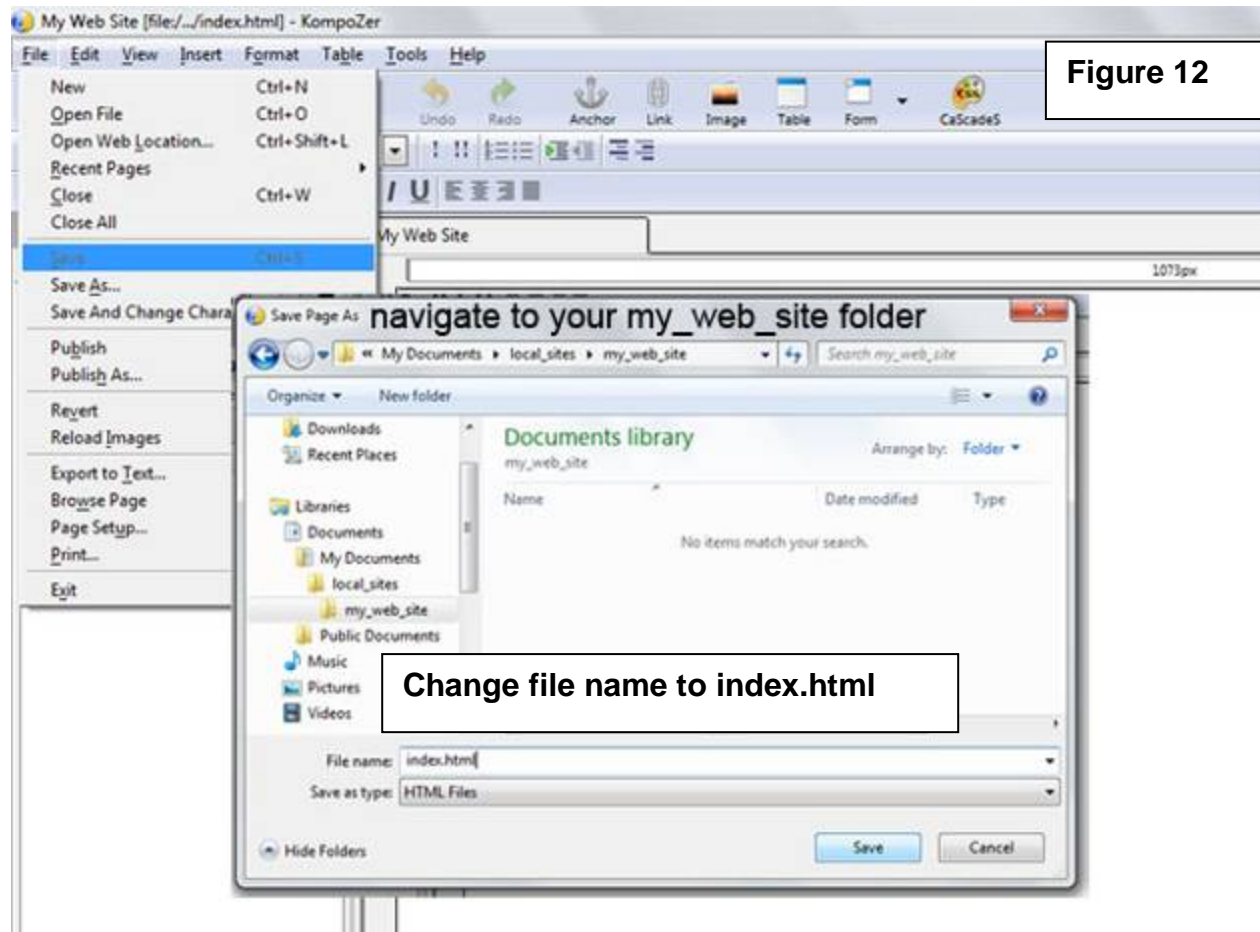 My Web Site [file:/.../index.html] - KompoZer
File Edit View Insert Format Table Tools Help
Figure 12
New Ctrl+N
Open File Ctrl+O
Open Web Location... Ctrl+Shift+L
Recent Pages
Close Ctrl+W
Close All
Save Ctrl+S
Save As...
Save And Change Chara
Publish
Publish As...
Revert
Reload Images
Export to Text...
Browse Page
Page Setup...
Print...
Exit
Undo Redo Anchor Link Image Table Form CaScadeS
I U
My Web Site
1073px
Save Page As navigate to your my_web_site folder
« My Documents local_sites my_web_site Search my_web_site
Organize New folder
Downloads
Recent Places
Libraries
Documents
My Documents
local_sites
my_web_site
Public Documents
Music
Pictures
Videos
Documents library
my_web_site
Arrange by: Folder
Name Date modified Type
No items match your search.
Change file name to index.html
File name: index.html
Save as type: HTML Files
Hide Folders
Save Cancel